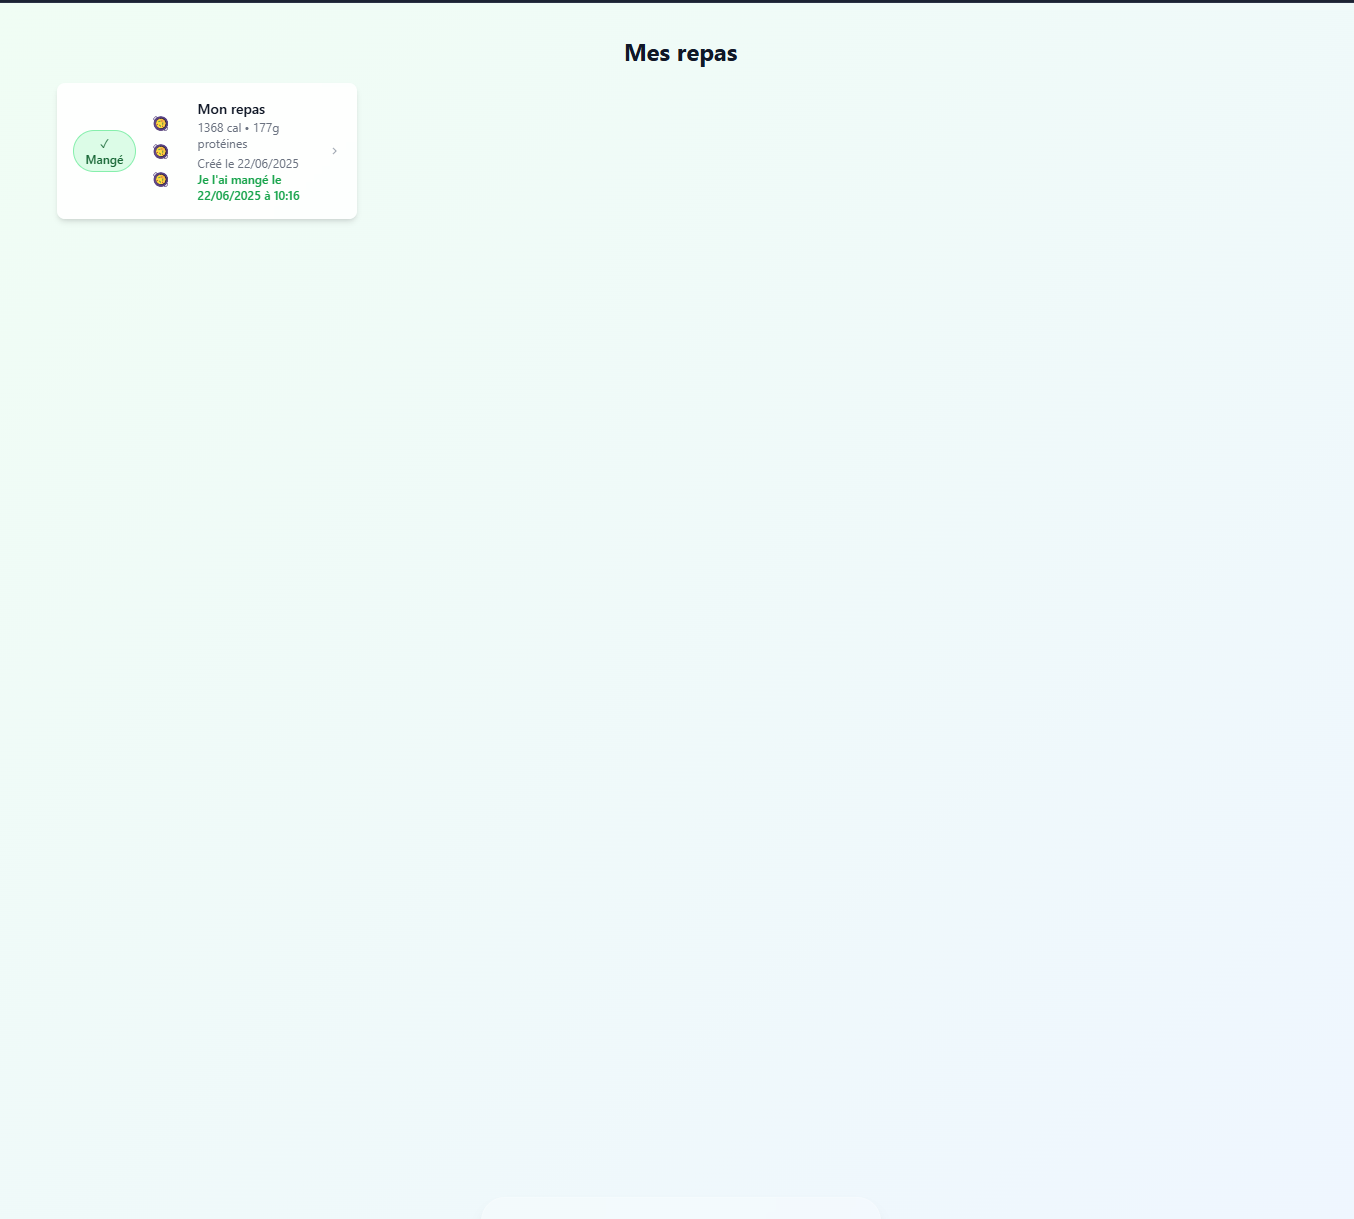 Mes repas
Mon repas
1368 cal • 177g
protéines
✓
Mangé
Créé le 22/06/2025
Je l'ai mangé le
22/06/2025 à 10:16